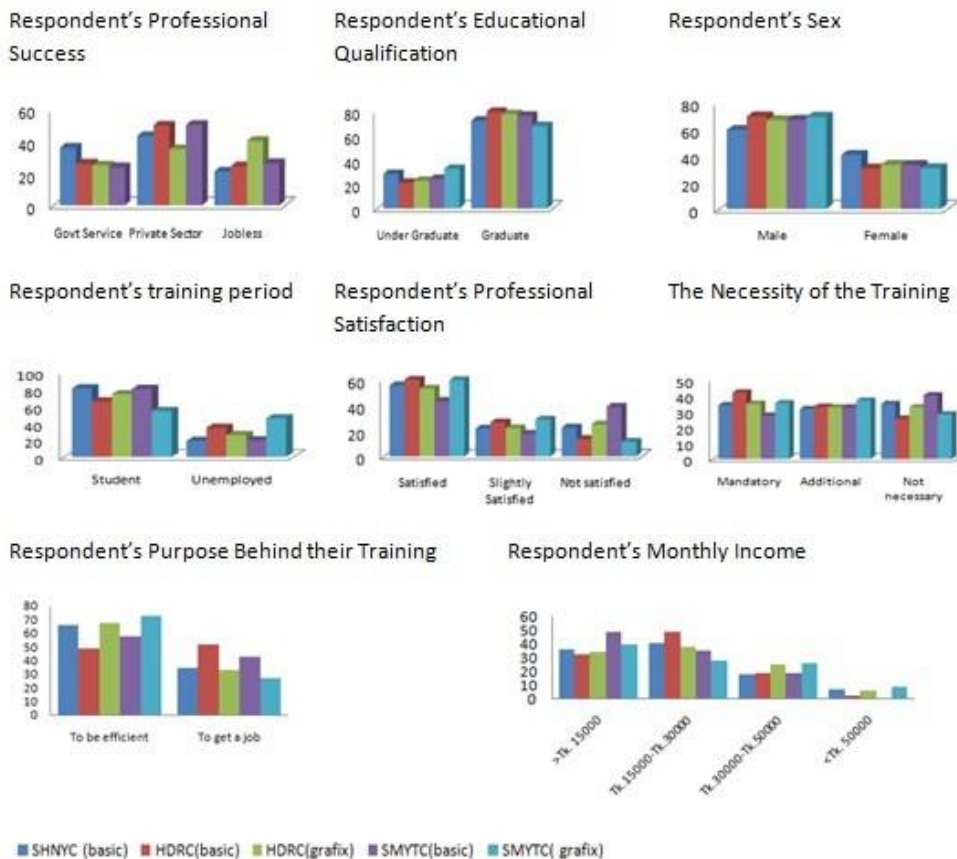 Respondent's Professional
Success
60
40
20
0
Govt Service Private Sector Jobless
Respondent's Educational
Qualification
80
60
40
20
0
Under Graduate Graduate
Respondent's Sex
80
60
40
20
0
Male Female
Respondent's training period
100
80
60
40
20
0
Student Unemployed
Respondent's Professional
Satisfaction
60
40
20
0
Satisfied Slightly Not satisfied
Satisfied
The Necessity of the Training
50
40
30
20
10
0
Mandatory Additional Not
necessary
Respondent's Purpose Behind their Training
80
70
60
50
40
30
20
10
0
To be efficient To get a job
Respondent's Monthly Income
60
50
40
30
20
10
0
>Tk. 15000
Tk.15000-Tk.30000
Tk.30000-Tk.50000
<Tk. 50000
SHNYC (basic) HDRC(basic) HDRC(grafix) SMYTC(basic) SMYTC( grafix)